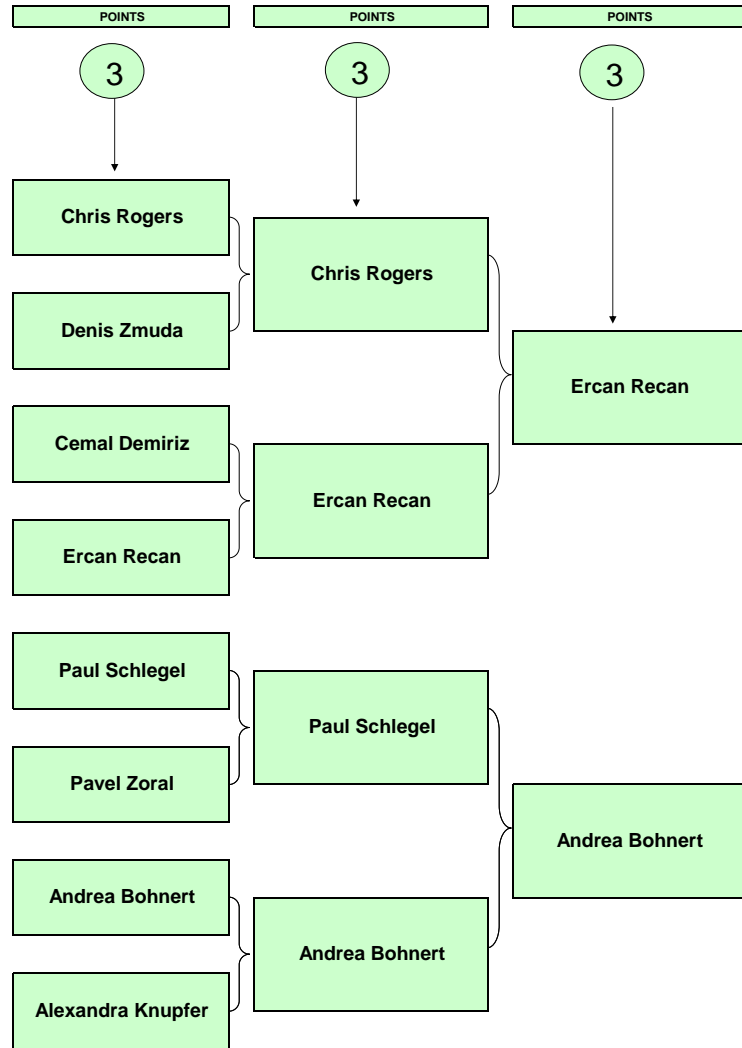 POINTS
POINTS
POINTS
3
3
3
Chris Rogers
Denis Zmuda
Cemal Demiriz
Ercan Recan
Paul Schlegel
Pavel Zoral
Andrea Bohnert
Alexandra Knupfer
Chris Rogers
Ercan Recan
Paul Schlegel
Andrea Bohnert
Ercan Recan
Andrea Bohnert